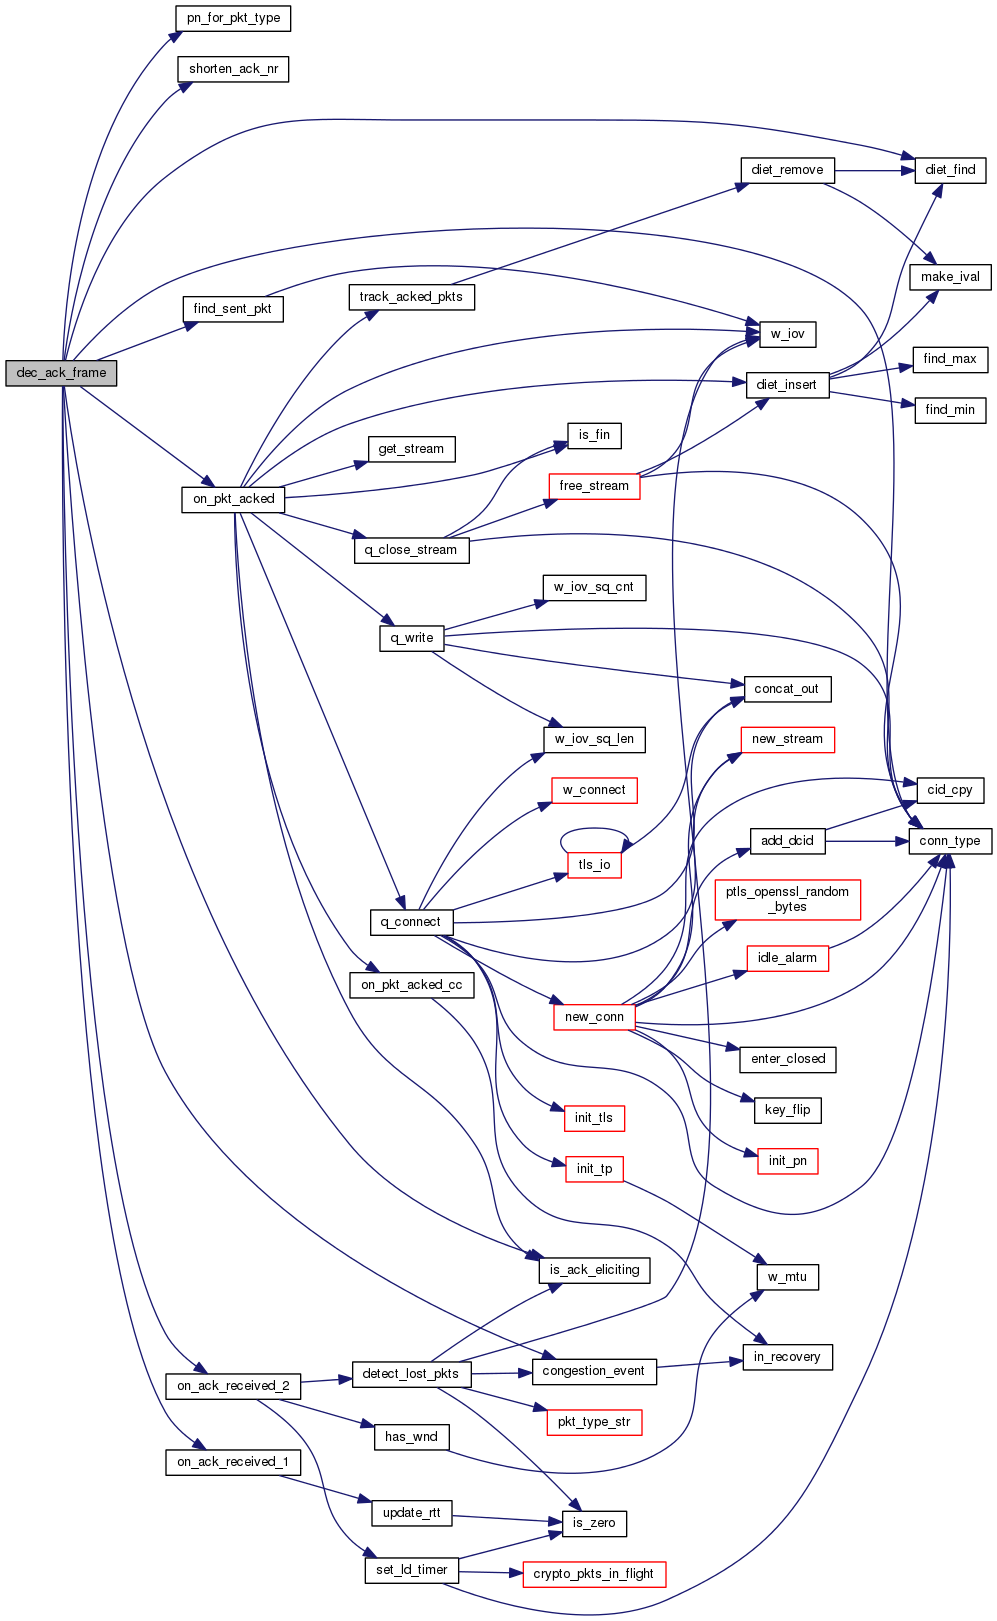 pn_for_pkt_type
shorten_ack_nr
diet_remove
diet_find
make_ival
track_acked_pkts
find_sent_pkt
w_iov
find_max
dec_ack_frame
diet_insert
find_min
is_fin
get_stream
free_stream
on_pkt_acked
q_close_stream
w_iov_sq_cnt
q_write
concat_out
w_iov_sq_len
new_stream
w_connect
cid_cpy
add_dcid
conn_type
tls_io
ptls_openssl_random
_bytes
q_connect
idle_alarm
on_pkt_acked_cc
new_conn
enter_closed
key_flip
init_tls
init_pn
init_tp
is_ack_eliciting
w_mtu
in_recovery
detect_lost_pkts
congestion_event
on_ack_received_2
pkt_type_str
has_wnd
on_ack_received_1
update_rtt
is_zero
set_ld_timer
crypto_pkts_in_flight